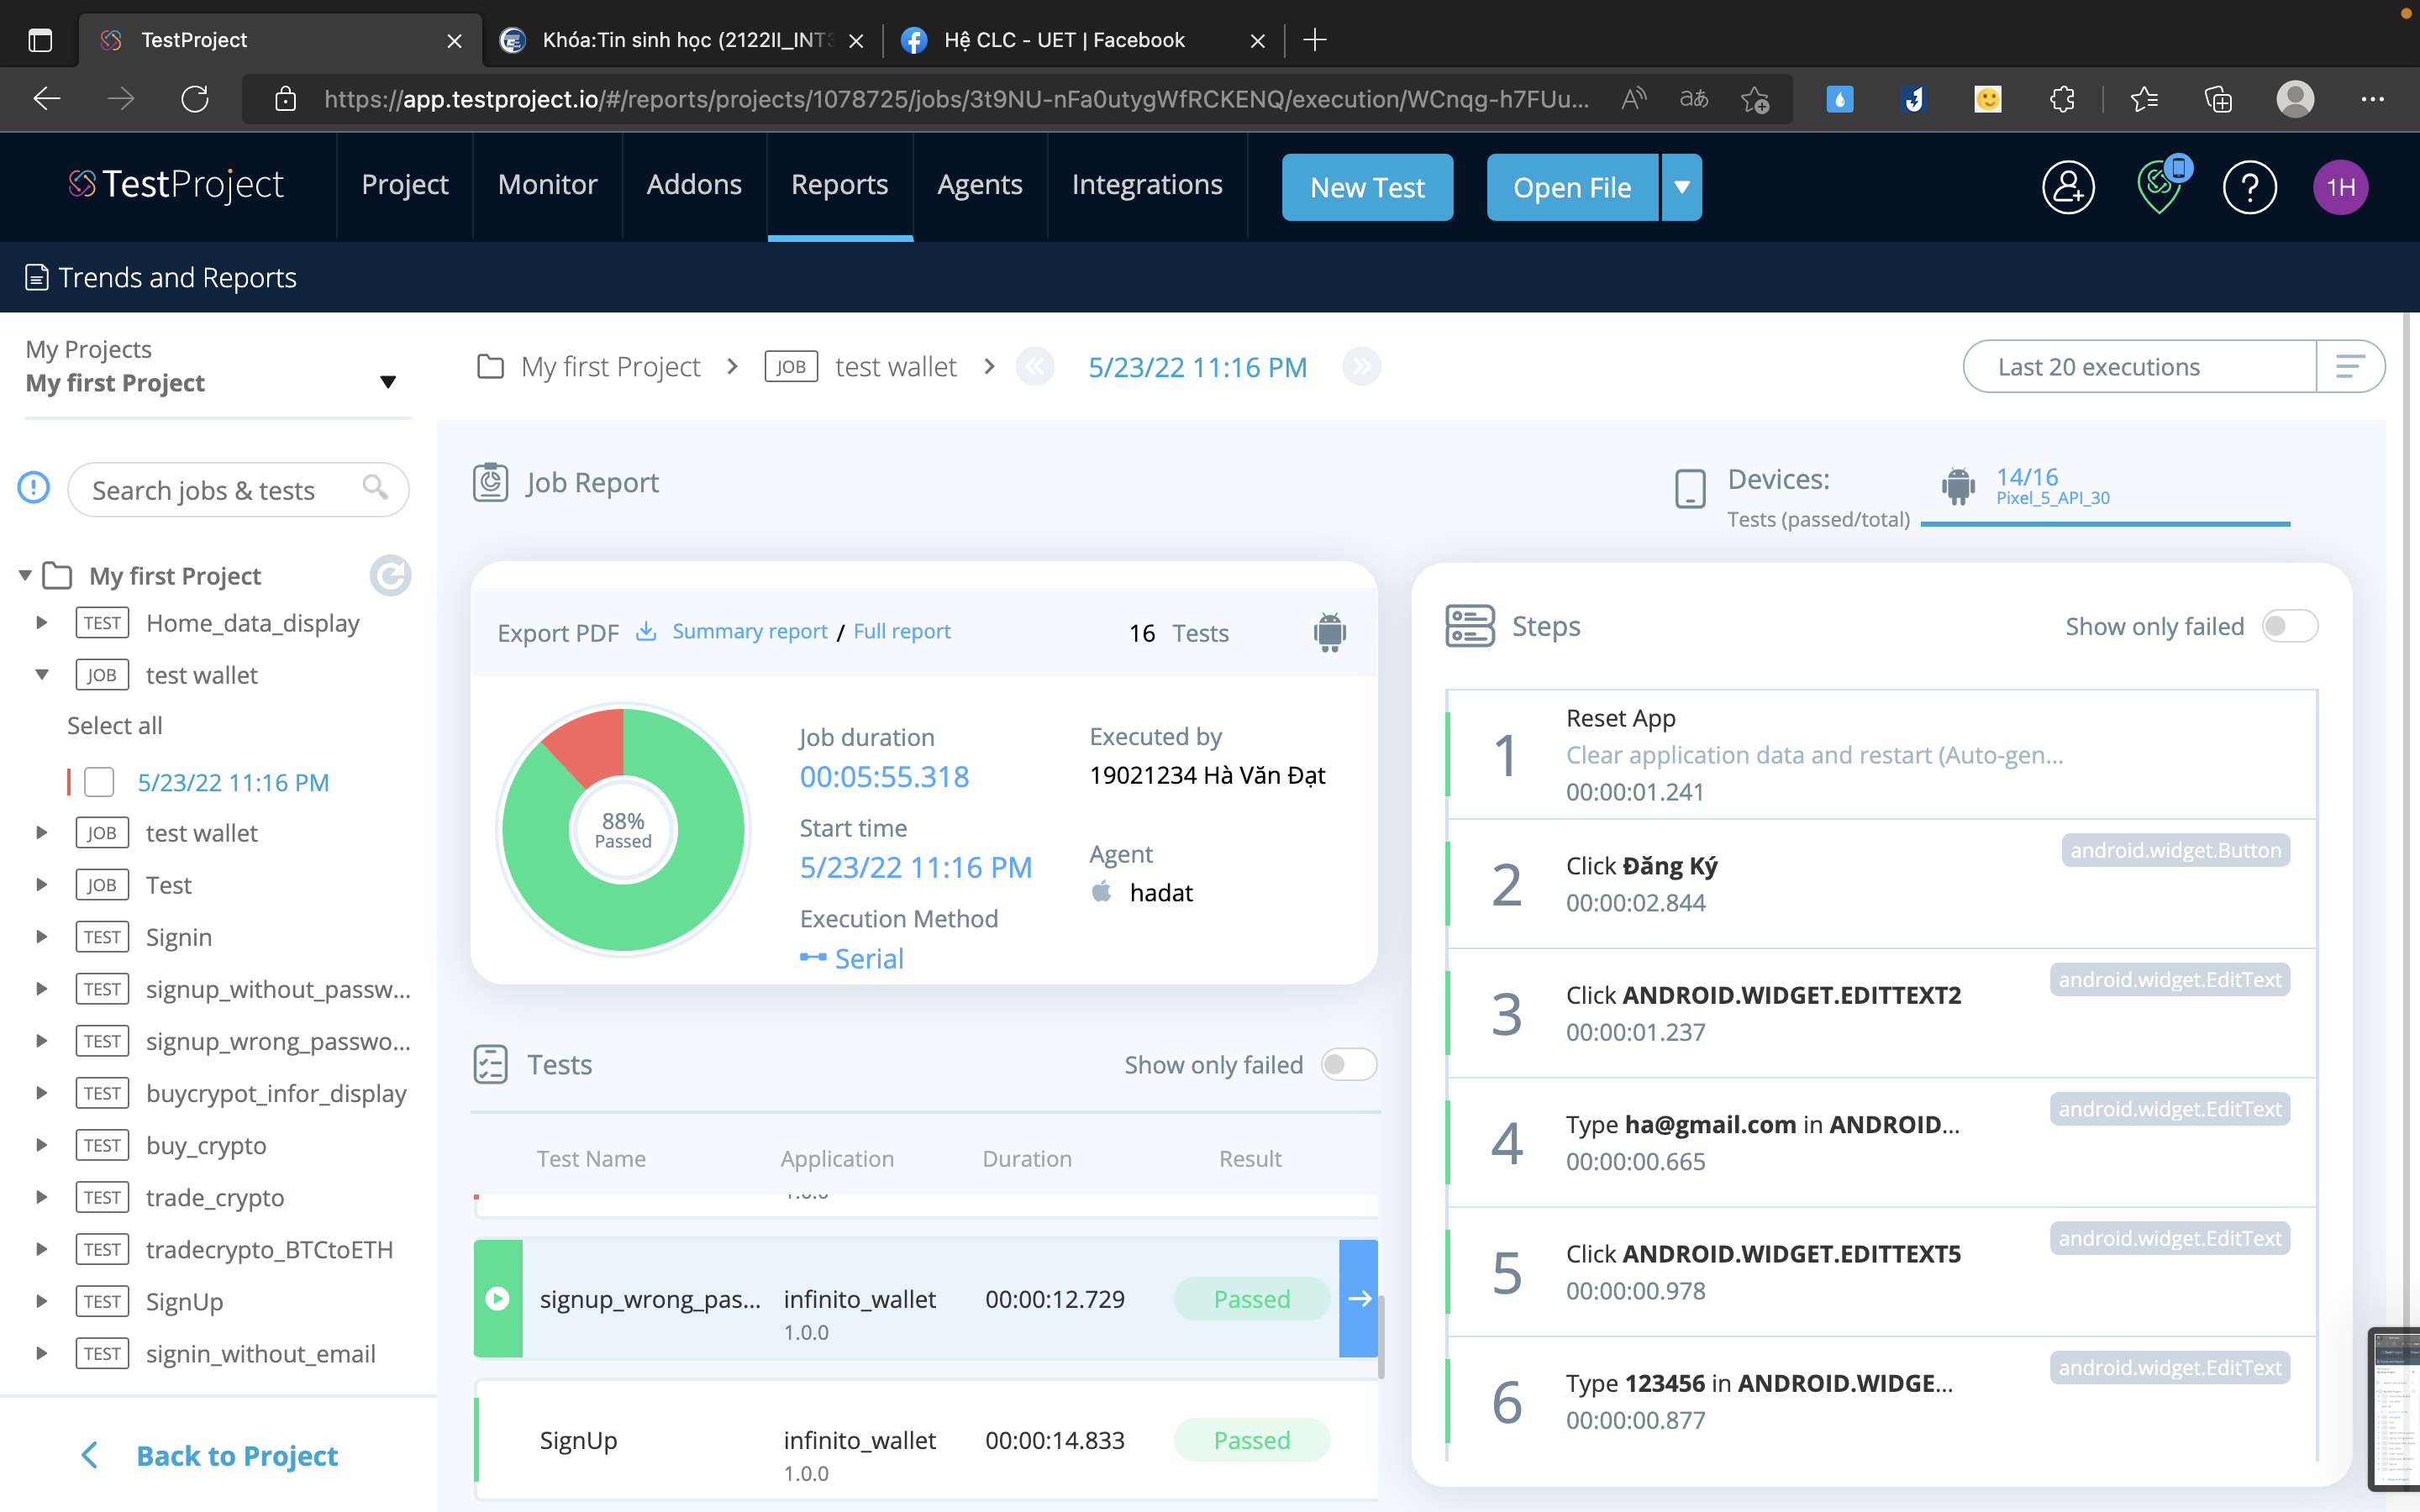 TestProject
Khóa:Tin sinh học (2122II_INT3
Hệ CLC - UET | Facebook
https://app.testproject.io/#/reports/projects/1078725/jobs/3t9NU-nFa0utygWfRCKENQ/execution/WCnqg-h7FUu...
TestProject
Project
Monitor
Addons
Reports
Agents
Integrations
New Test
Open File
1H
Trends and Reports
My Projects
My first Project
Search jobs & tests
My first Project
TEST Home_data_display
JOB test wallet
Select all
5/23/22 11:16 PM
JOB test wallet
JOB Test
TEST Signin
TEST signup_without_passw...
TEST signup_wrong_passwo...
TEST buycrypot_infor_display
TEST buy_crypto
TEST trade_crypto
TEST tradecrypto_BTCtoETH
TEST SignUp
TEST signin_without_email
Back to Project
My first Project > JOB test wallet > 5/23/22 11:16 PM
Last 20 executions
Job Report
Devices:
Tests (passed/total)
14/16
Pixel_5_API_30
Export PDF Summary report / Full report
16 Tests
88%
Passed
Job duration
00:05:55.318
Start time
5/23/22 11:16 PM
Execution Method
Serial
Executed by
19021234 Hà Văn Đạt
Agent
hadat
Tests
Show only failed
Test Name Application Duration Result
1.0.0
signup_wrong_pas... infinito_wallet 00:00:12.729 Passed
1.0.0
SignUp infinito_wallet 00:00:14.833 Passed
1.0.0
Steps
Show only failed
1
Reset App
Clear application data and restart (Auto-gen...
00:00:01.241
2
Click Đăng Ký
android.widget.Button
00:00:02.844
3
Click ANDROID.WIDGET.EDITTEXT2
android.widget.EditText
00:00:01.237
4
Type ha@gmail.com in ANDROID...
android.widget.EditText
00:00:00.665
5
Click ANDROID.WIDGET.EDITTEXT5
android.widget.EditText
00:00:00.978
6
Type 123456 in ANDROID.WIDGE...
android.widget.EditText
00:00:00.877